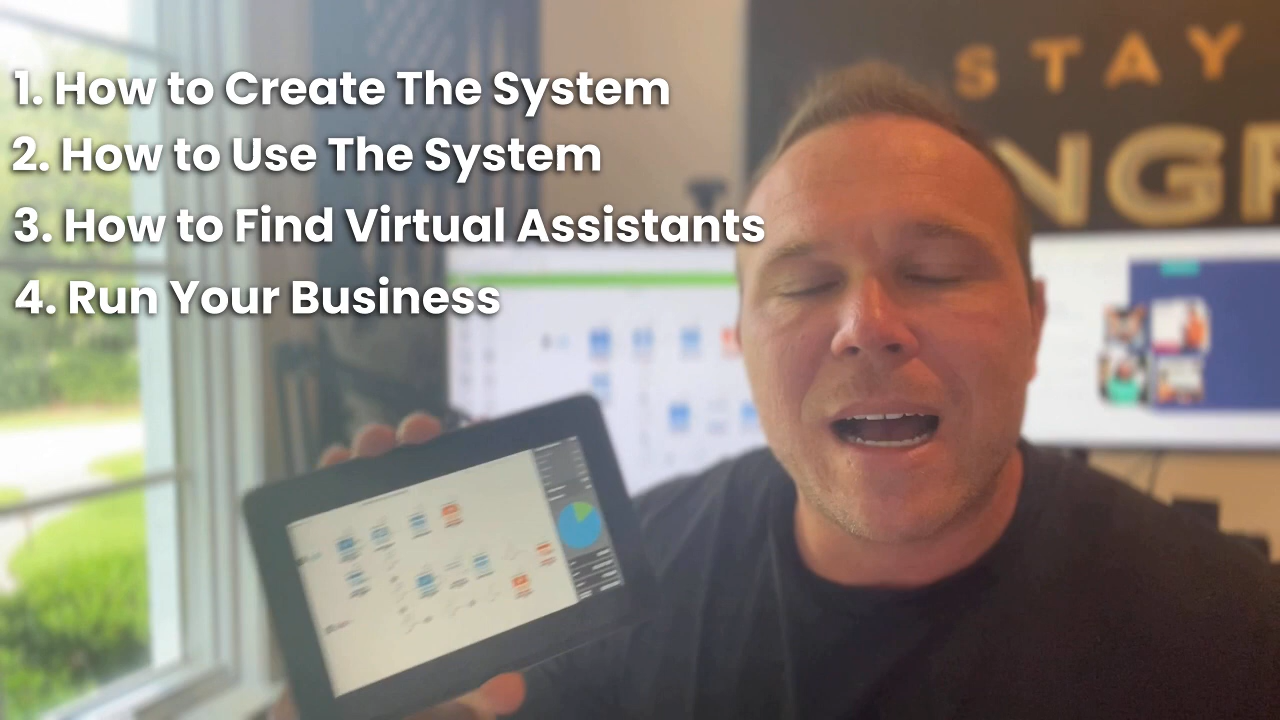 1. How to Create The System
2. How to Use The System
3. How to Find Virtual Assistants
4. Run Your Business
STAY